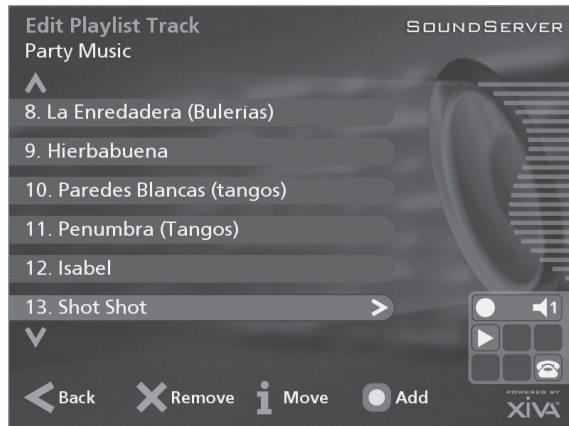 Edit Playlist Track
SOUNDSERVER
Party Music
8. La Enredadera (Bulerías)
9. Hierbabuena
10. Paredes Blancas (tangos)
11. Penumbra (Tangos)
12. Isabel
13. Shot Shot
1
Back
Remove
i Move
Add
POWERED BY
XiVA